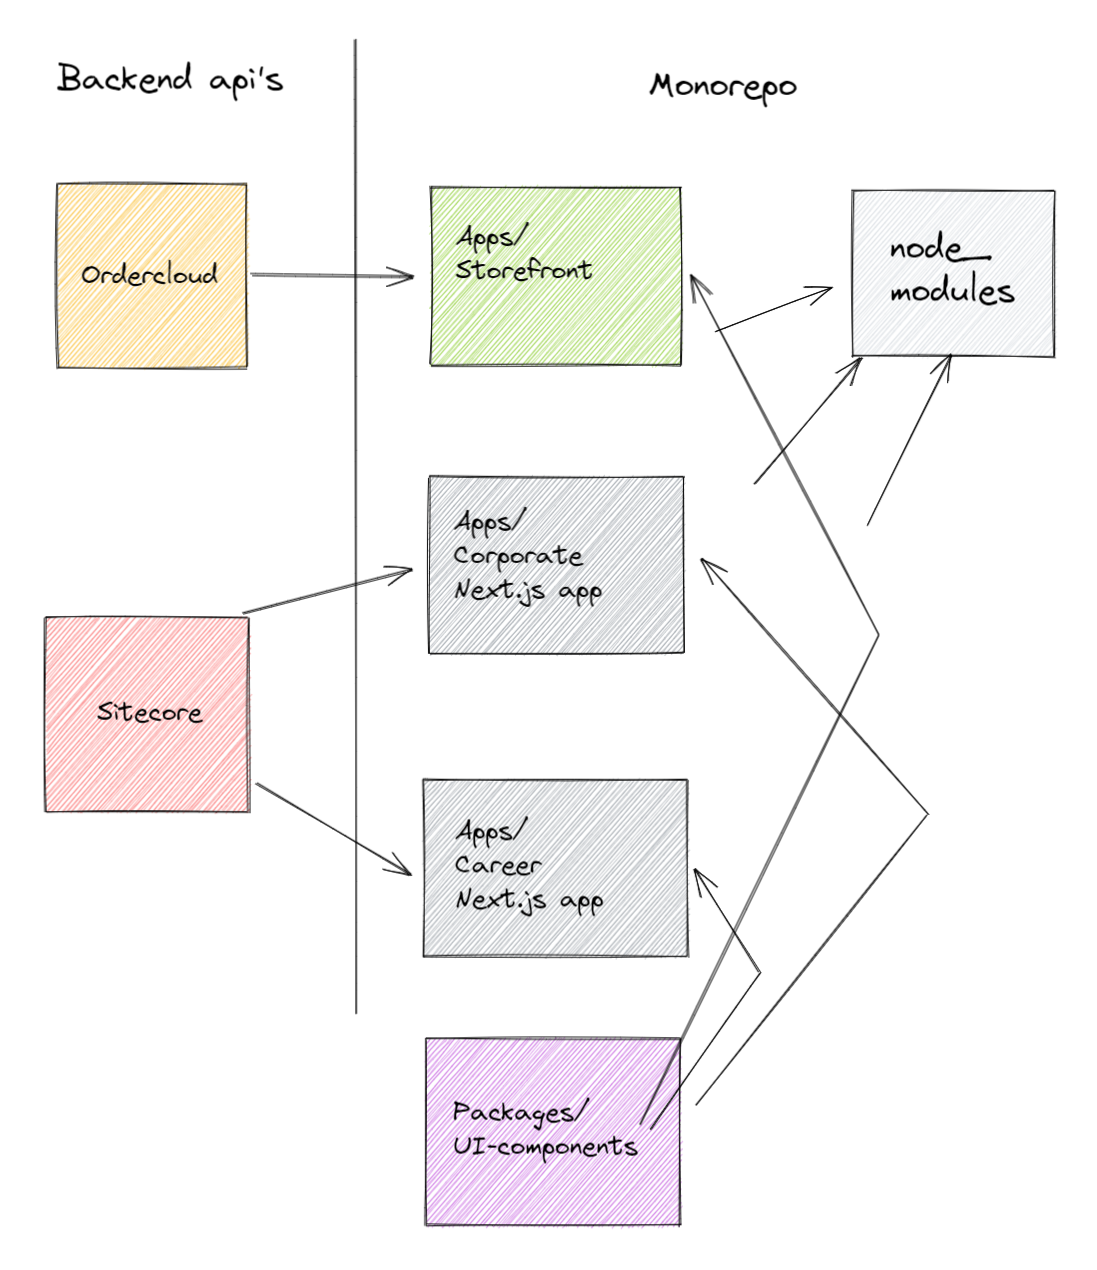 Backend api's
Monorepo
Ordercloud
Apps/
Storefront
node_
modules
Apps/
Corporate
Next.js app
Sitecore
Apps/
Career
Next.js app
Packages/
UI-components